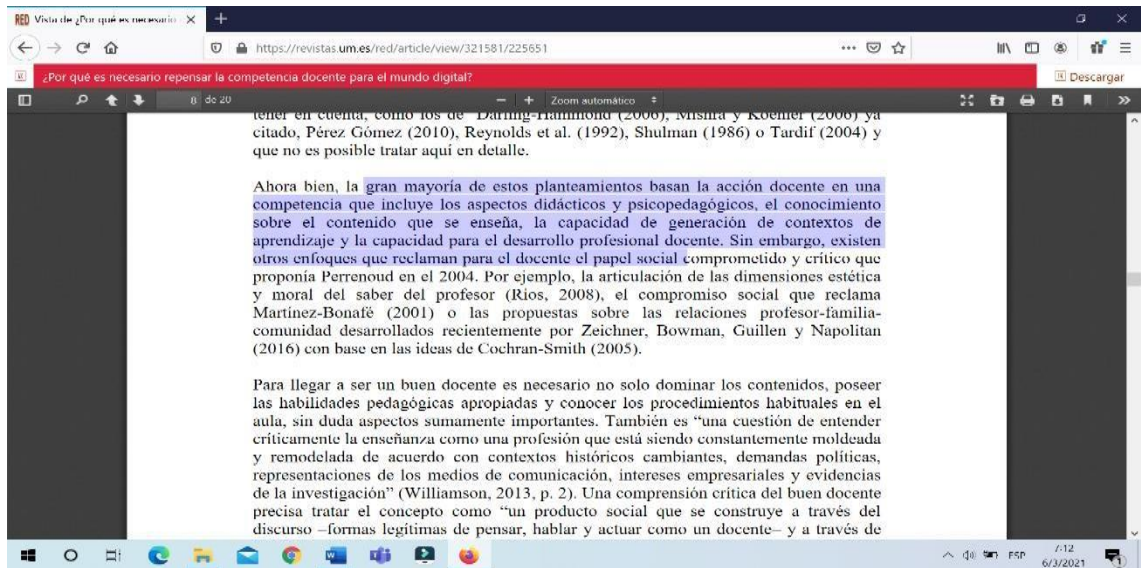 RED Vista de ¿Por qué es necesario
https://revistas.um.es/red/article/view/321581/225651
¿Por qué es necesario repensar la competencia docente para el mundo digital?
Descargar
8 de 20
Zoom automático
tener en cuenta, como los de Darling-Hammond (2006), Mishra y Koehler (2006) ya
citado, Pérez Gómez (2010), Reynolds et al. (1992), Shulman (1986) o Tardif (2004) y
que no es posible tratar aquí en detalle.
Ahora bien, la gran mayoría de estos planteamientos basan la acción docente en una
competencia que incluye los aspectos didácticos y psicopedagógicos, el conocimiento
sobre el contenido que se enseña, la capacidad de generación de contextos de
aprendizaje y la capacidad para el desarrollo profesional docente. Sin embargo, existen
otros enfoques que reclaman para el docente el papel social comprometido y crítico que
proponía Perrenoud en el 2004. Por ejemplo, la articulación de las dimensiones estética
y moral del saber del profesor (Rios, 2008), el compromiso social que reclama
Martínez-Bonafé (2001) o las propuestas sobre las relaciones profesor-familia-
comunidad desarrollados recientemente por Zeichner, Bowman, Guillen y Napolitan
(2016) con base en las ideas de Cochran-Smith (2005).
Para llegar a ser un buen docente es necesario no solo dominar los contenidos, poseer
las habilidades pedagógicas apropiadas y conocer los procedimientos habituales en el
aula, sin duda aspectos sumamente importantes. También es “una cuestión de entender
críticamente la enseñanza como una profesión que está siendo constantemente moldeada
y remodelada de acuerdo con contextos históricos cambiantes, demandas políticas,
representaciones de los medios de comunicación, intereses empresariales y evidencias
de la investigación” (Williamson, 2013, p. 2). Una comprensión crítica del buen docente
precisa tratar el concepto como “un producto social que se construye a través del
discurso –formas legítimas de pensar, hablar y actuar como un docente– y a través de
ESP
7:12
6/3/2021